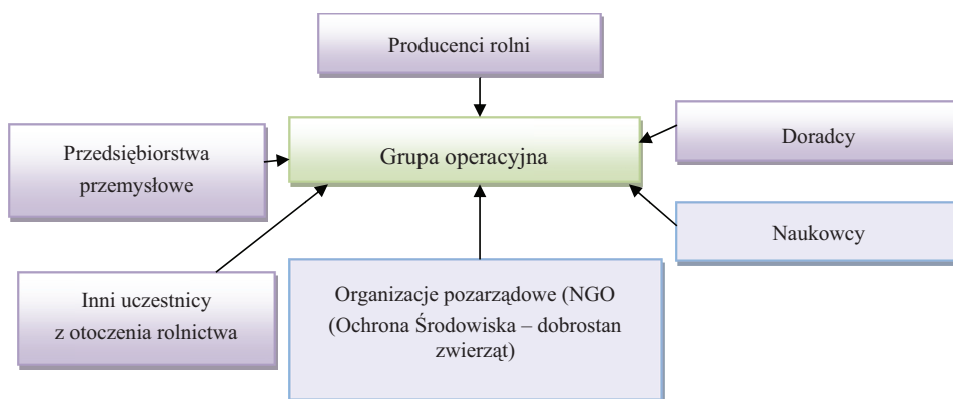 Producenci rolni
Przedsiębiorstwa
przemysłowe
Grupa operacyjna
Doradcy
Naukowcy
Inni uczestnicy
z otoczenia rolnictwa
Organizacje pozarządowe (NGO
(Ochrona Środowiska – dobrostan
zwierząt)